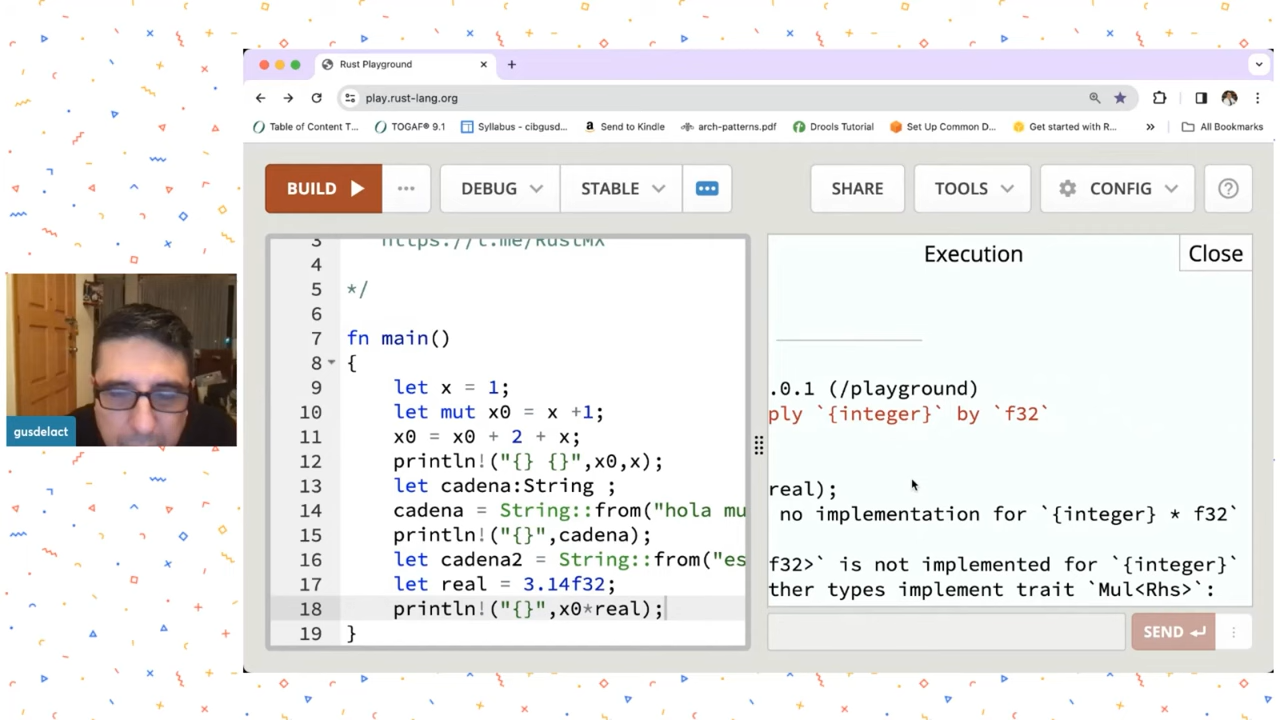 Rust Playground
play.rust-lang.org
Table of Content T...
TOGAF® 9.1
Syllabus - cibgusd...
Send to Kindle
arch-patterns.pdf
Drools Tutorial
Set Up Common D...
Get started with R...
All Bookmarks
BUILD
DEBUG
STABLE
SHARE
TOOLS
CONFIG
3 https://t.me/RustMX
4
5 */
6
7 fn main()
8 {
9 let x = 1;
10 let mut x0 = x +1;
11 x0 = x0 + 2 + x;
12 println!("{} {}",x0,x);
13 let cadena:String ;
14 cadena = String::from("hola mu
15 println!("{}",cadena);
16 let cadena2 = String::from("es
17 let real = 3.14f32;
18 println!("{}",x0*real);
19 }
Execution
Close
.0.1 (/playground)
ply `{integer}` by `f32`
real);
no implementation for `{integer} * f32`
f32>` is not implemented for `{integer}`
ther types implement trait `Mul<Rhs>`:
SEND
gusdelact